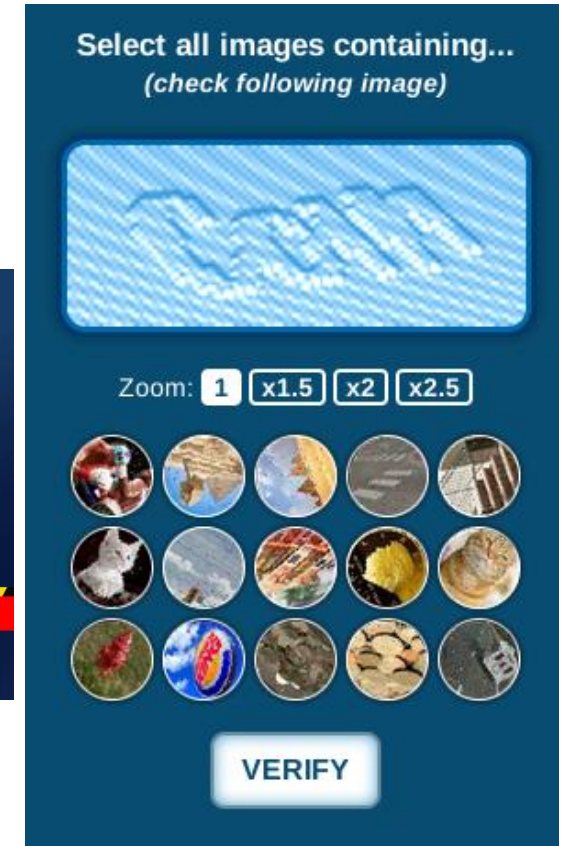 Select all images containing...
(check following image)
Zoom: 1 x1.5 x2 x2.5
VERIFY